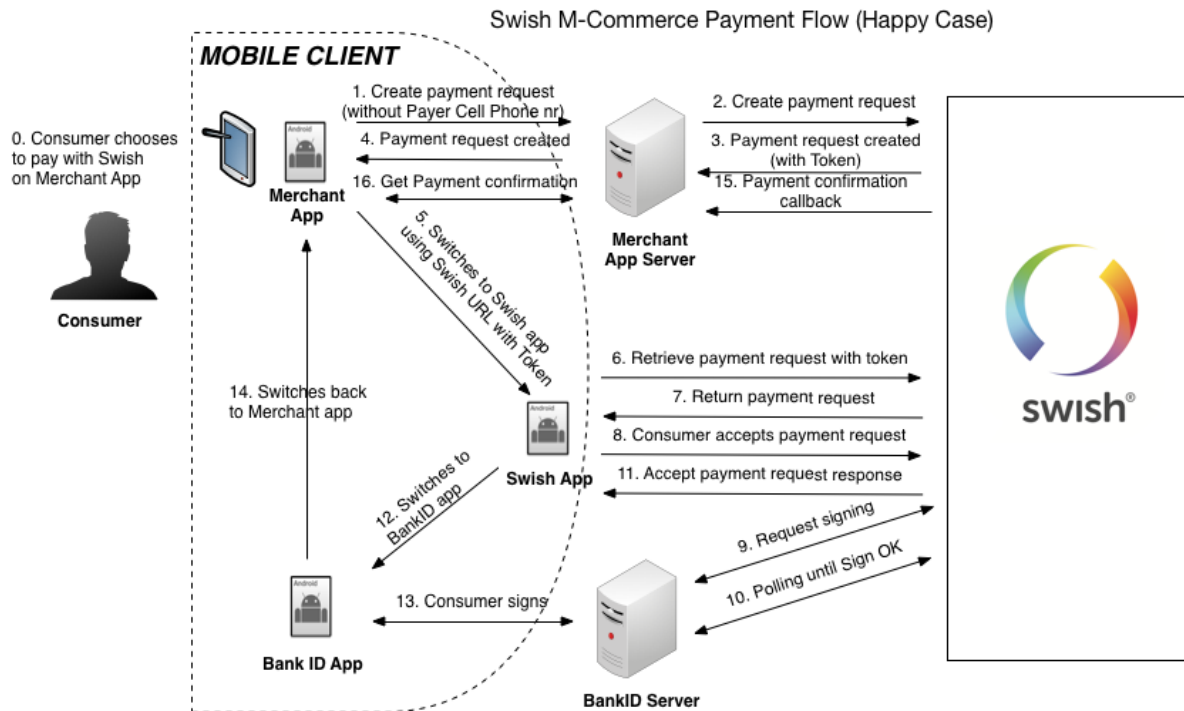 Swish M-Commerce Payment Flow (Happy Case)
MOBILE CLIENT
0. Consumer chooses
to pay with Swish
on Merchant App
Consumer
Android
Merchant
App
1. Create payment request
(without Payer Cell Phone nr)
4. Payment request created
16. Get Payment confirmation
Merchant
App Server
2. Create payment request
3. Payment request created
(with Token)
15. Payment confirmation
callback
5. Switches to Swish app
using Swish URL with Token
14. Switches back
to Merchant app
Android
Swish App
6. Retrieve payment request with token
7. Return payment request
8. Consumer accepts payment request
11. Accept payment request response
swish®
12. Switches to
BankID app
9. Request signing
10. Polling until Sign OK
Android
Bank ID App
13. Consumer signs
BankID Server